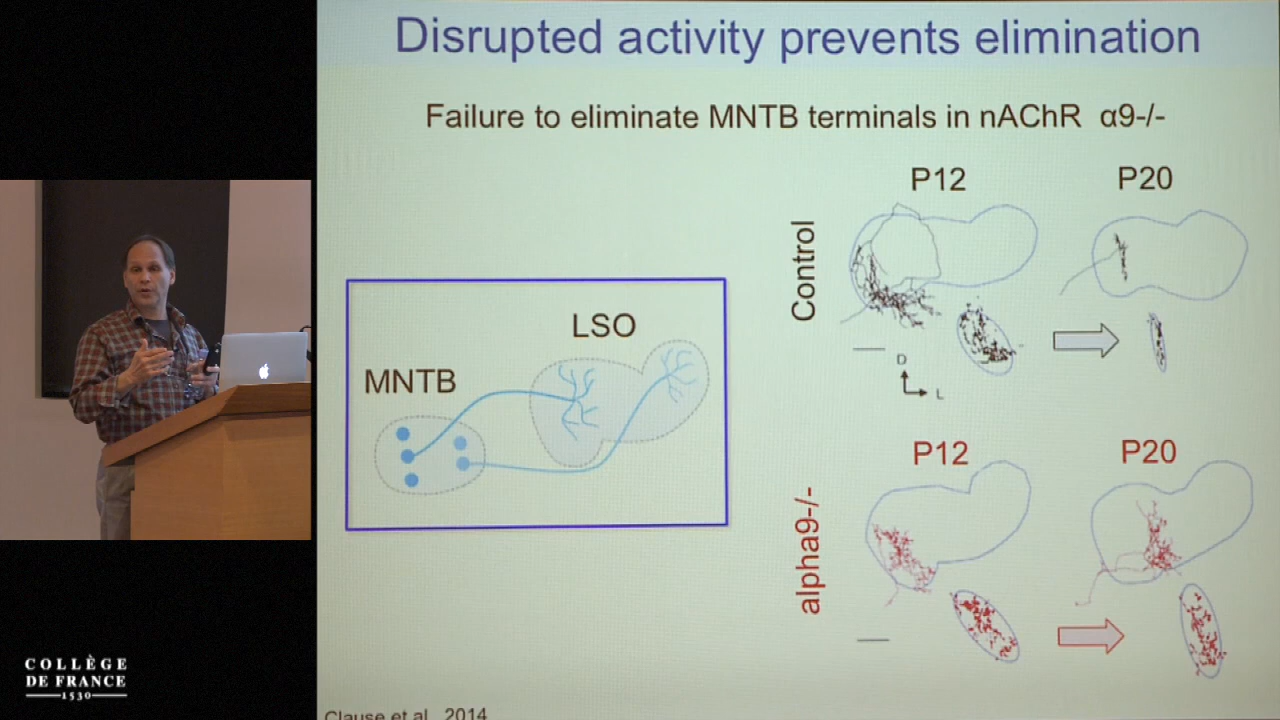 Disrupted activity prevents elimination
Failure to eliminate MNTB terminals in nAChR α9-/-
P12
P20
Control
D
L
LSO
MNTB
P12
P20
alpha9-/-
Clause et al., 2014
COLLÈGE
DE FRANCE
1530